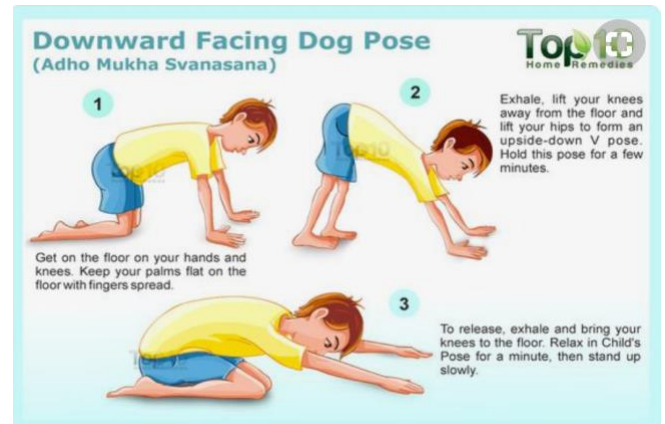 Downward Facing Dog Pose
(Adho Mukha Svanasana)
Top10
Home Remedies
1
Get on the floor on your hands and
knees. Keep your palms flat on the
floor with fingers spread.
2
Exhale, lift your knees
away from the floor and
lift your hips to form an
upside-down V pose.
Hold this pose for a few
minutes.
3
To release, exhale and bring your
knees to the floor. Relax in Child's
Pose for a minute, then stand up
slowly.
Top10
Top10
Top10